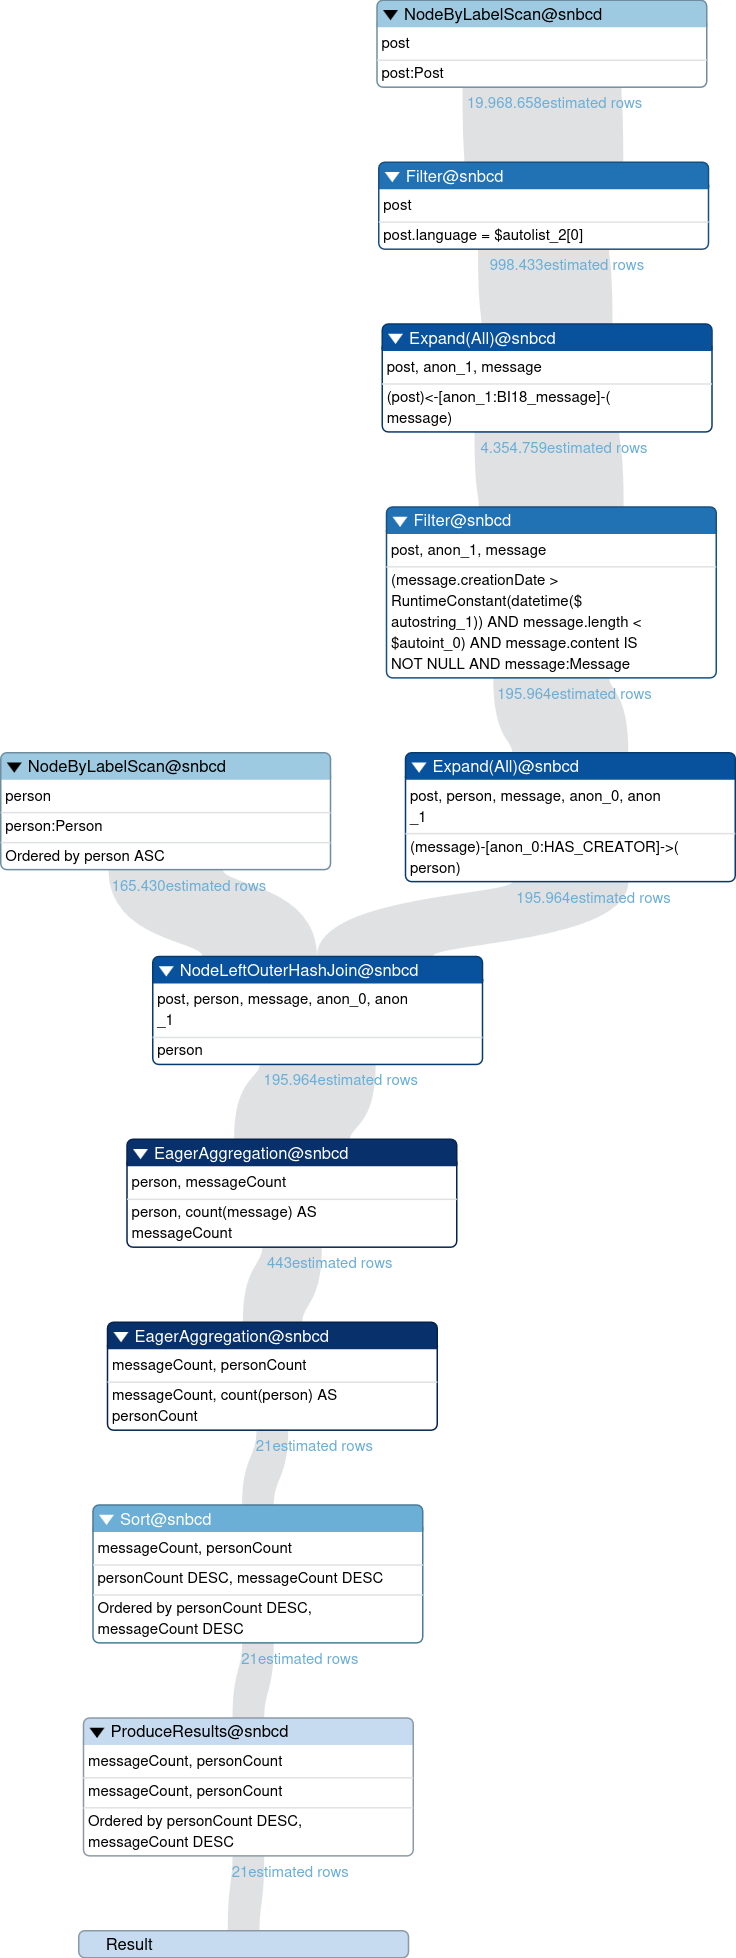 NodeByLabelScan@snbcd
post
post:Post
19.968.658estimated rows
Filter@snbcd
post
post.language = $autolist_2[0]
998.433estimated rows
Expand(All)@snbcd
post, anon_1, message
(post)<-[anon_1:BI18_message]-(
message)
4.354.759estimated rows
Filter@snbcd
post, anon_1, message
(message.creationDate >
RuntimeConstant(datetime($
autostring_1)) AND message.length <
$autoint_0) AND message.content IS
NOT NULL AND message:Message
195.964estimated rows
NodeByLabelScan@snbcd
person
person:Person
Ordered by person ASC
165.430estimated rows
Expand(All)@snbcd
post, person, message, anon_0, anon
_1
(message)-[anon_0:HAS_CREATOR]->(
person)
195.964estimated rows
NodeLeftOuterHashJoin@snbcd
post, person, message, anon_0, anon
_1
person
195.964estimated rows
EagerAggregation@snbcd
person, messageCount
person, count(message) AS
messageCount
443estimated rows
EagerAggregation@snbcd
messageCount, personCount
messageCount, count(person) AS
personCount
21estimated rows
Sort@snbcd
messageCount, personCount
personCount DESC, messageCount DESC
Ordered by personCount DESC,
messageCount DESC
21estimated rows
ProduceResults@snbcd
messageCount, personCount
messageCount, personCount
Ordered by personCount DESC,
messageCount DESC
21estimated rows
Result